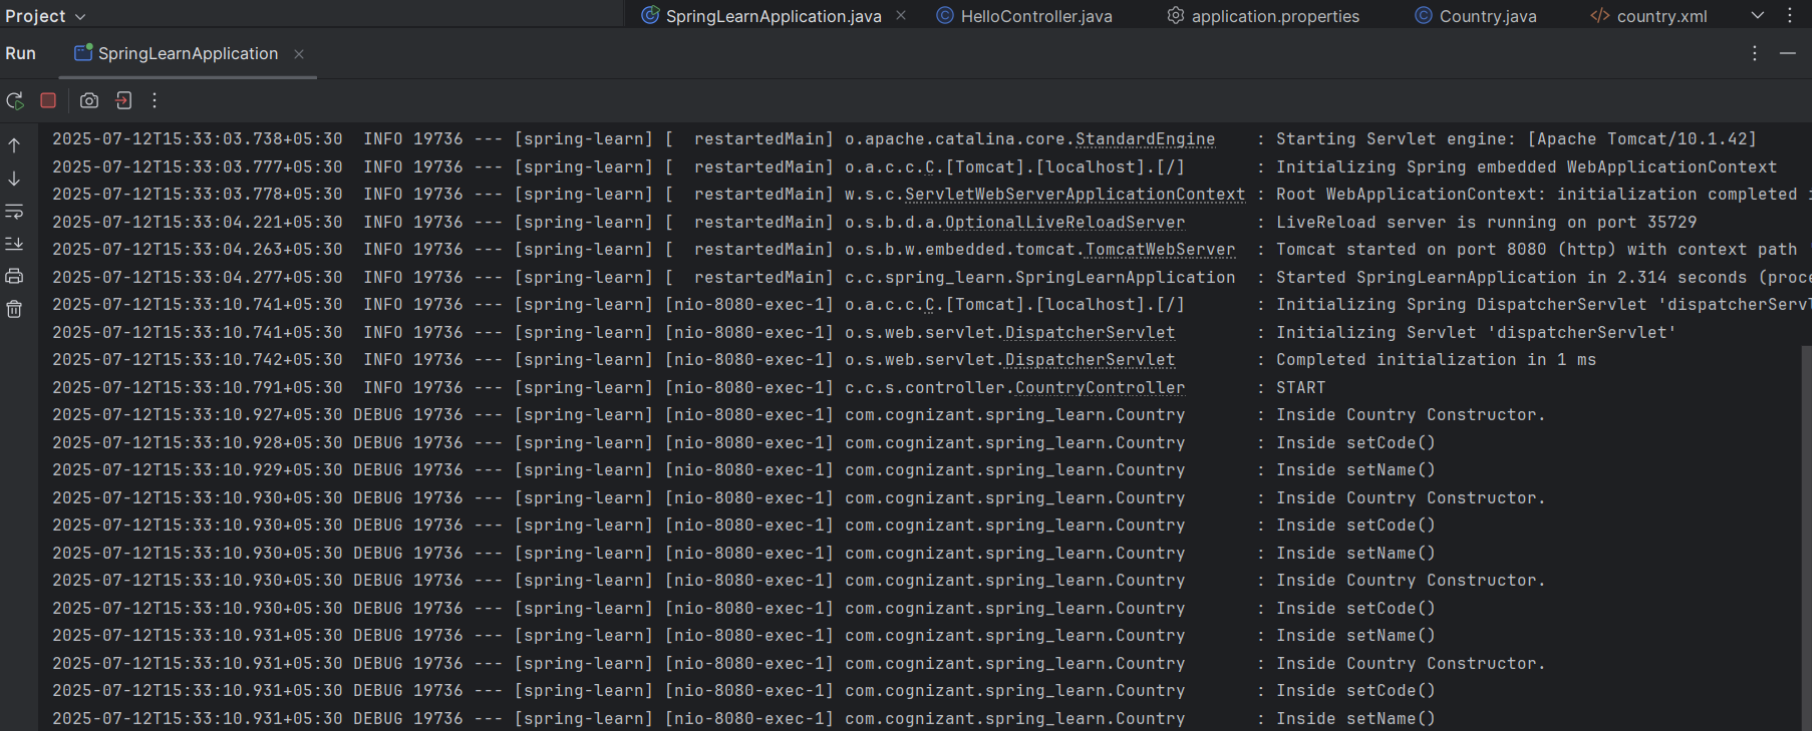 Project
SpringLearnApplication.java
HelloController.java
application.properties
Country.java
country.xml
Run
SpringLearnApplication
2025-07-12T15:33:03.738+05:30  INFO 19736 --- [spring-learn] [  restartedMain] o.apache.catalina.core.StandardEngine    : Starting Servlet engine: [Apache Tomcat/10.1.42]
2025-07-12T15:33:03.777+05:30  INFO 19736 --- [spring-learn] [  restartedMain] o.a.c.c.C.[Tomcat].[localhost].[/]       : Initializing Spring embedded WebApplicationContext
2025-07-12T15:33:03.778+05:30  INFO 19736 --- [spring-learn] [  restartedMain] w.s.c.ServletWebServerApplicationContext : Root WebApplicationContext: initialization completed
2025-07-12T15:33:04.221+05:30  INFO 19736 --- [spring-learn] [  restartedMain] o.s.b.d.a.OptionalLiveReloadServer       : LiveReload server is running on port 35729
2025-07-12T15:33:04.263+05:30  INFO 19736 --- [spring-learn] [  restartedMain] o.s.b.w.embedded.tomcat.TomcatWebServer  : Tomcat started on port 8080 (http) with context path
2025-07-12T15:33:04.277+05:30  INFO 19736 --- [spring-learn] [  restartedMain] c.c.spring_learn.SpringLearnApplication  : Started SpringLearnApplication in 2.314 seconds (proce
2025-07-12T15:33:10.741+05:30  INFO 19736 --- [spring-learn] [nio-8080-exec-1] o.a.c.c.C.[Tomcat].[localhost].[/]       : Initializing Spring DispatcherServlet 'dispatcherServl
2025-07-12T15:33:10.741+05:30  INFO 19736 --- [spring-learn] [nio-8080-exec-1] o.s.web.servlet.DispatcherServlet        : Initializing Servlet 'dispatcherServlet'
2025-07-12T15:33:10.742+05:30  INFO 19736 --- [spring-learn] [nio-8080-exec-1] o.s.web.servlet.DispatcherServlet        : Completed initialization in 1 ms
2025-07-12T15:33:10.791+05:30  INFO 19736 --- [spring-learn] [nio-8080-exec-1] c.c.s.controller.CountryController       : START
2025-07-12T15:33:10.927+05:30 DEBUG 19736 --- [spring-learn] [nio-8080-exec-1] com.cognizant.spring_learn.Country       : Inside Country Constructor.
2025-07-12T15:33:10.928+05:30 DEBUG 19736 --- [spring-learn] [nio-8080-exec-1] com.cognizant.spring_learn.Country       : Inside setCode()
2025-07-12T15:33:10.929+05:30 DEBUG 19736 --- [spring-learn] [nio-8080-exec-1] com.cognizant.spring_learn.Country       : Inside setName()
2025-07-12T15:33:10.930+05:30 DEBUG 19736 --- [spring-learn] [nio-8080-exec-1] com.cognizant.spring_learn.Country       : Inside Country Constructor.
2025-07-12T15:33:10.930+05:30 DEBUG 19736 --- [spring-learn] [nio-8080-exec-1] com.cognizant.spring_learn.Country       : Inside setCode()
2025-07-12T15:33:10.930+05:30 DEBUG 19736 --- [spring-learn] [nio-8080-exec-1] com.cognizant.spring_learn.Country       : Inside setName()
2025-07-12T15:33:10.930+05:30 DEBUG 19736 --- [spring-learn] [nio-8080-exec-1] com.cognizant.spring_learn.Country       : Inside Country Constructor.
2025-07-12T15:33:10.930+05:30 DEBUG 19736 --- [spring-learn] [nio-8080-exec-1] com.cognizant.spring_learn.Country       : Inside setCode()
2025-07-12T15:33:10.931+05:30 DEBUG 19736 --- [spring-learn] [nio-8080-exec-1] com.cognizant.spring_learn.Country       : Inside setName()
2025-07-12T15:33:10.931+05:30 DEBUG 19736 --- [spring-learn] [nio-8080-exec-1] com.cognizant.spring_learn.Country       : Inside Country Constructor.
2025-07-12T15:33:10.931+05:30 DEBUG 19736 --- [spring-learn] [nio-8080-exec-1] com.cognizant.spring_learn.Country       : Inside setCode()
2025-07-12T15:33:10.931+05:30 DEBUG 19736 --- [spring-learn] [nio-8080-exec-1] com.cognizant.spring_learn.Country       : Inside setName()